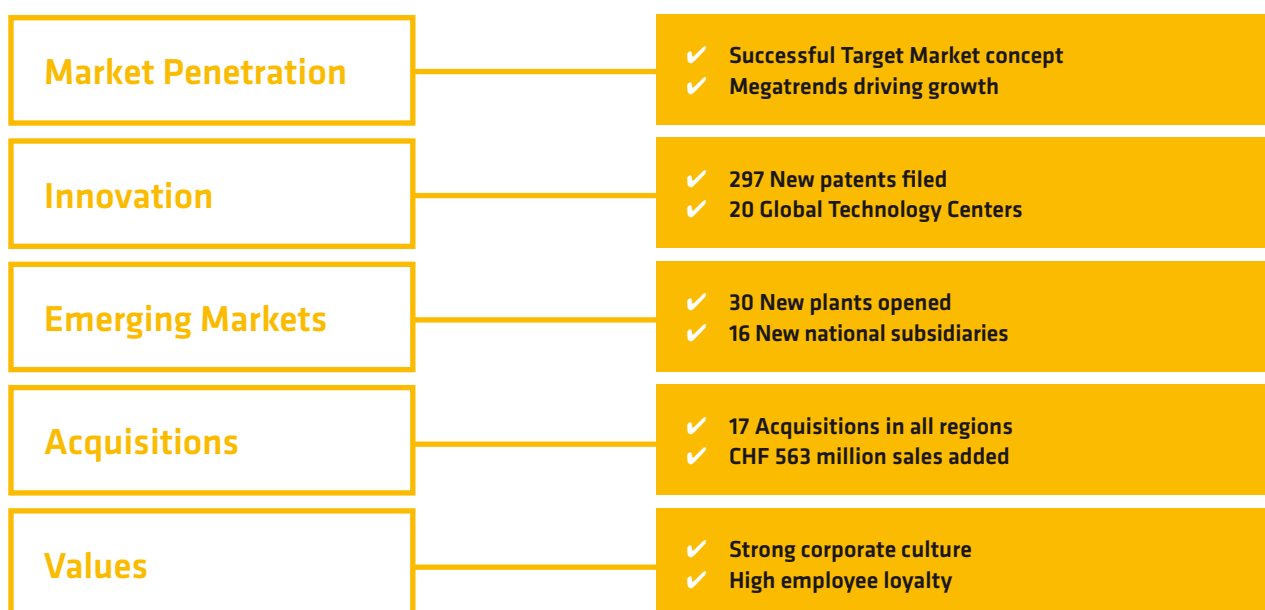 Market Penetration
✔ Successful Target Market concept
✔ Megatrends driving growth
Innovation
✔ 297 New patents filed
✔ 20 Global Technology Centers
Emerging Markets
✔ 30 New plants opened
✔ 16 New national subsidiaries
Acquisitions
✔ 17 Acquisitions in all regions
✔ CHF 563 million sales added
Values
✔ Strong corporate culture
✔ High employee loyalty